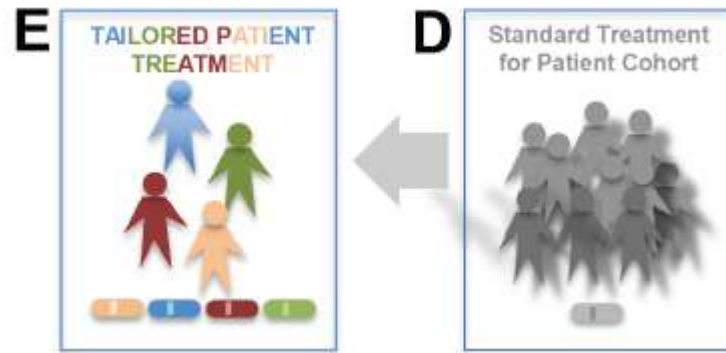 E
TAILORED PATIENT
TREATMENT
D
Standard Treatment
for Patient Cohort